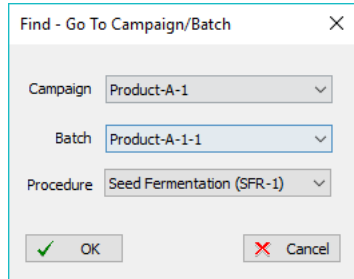 Find - Go To Campaign/Batch
Campaign Product-A-1
Batch Product-A-1-1
Procedure Seed Fermentation (SFR-1)
OK Cancel